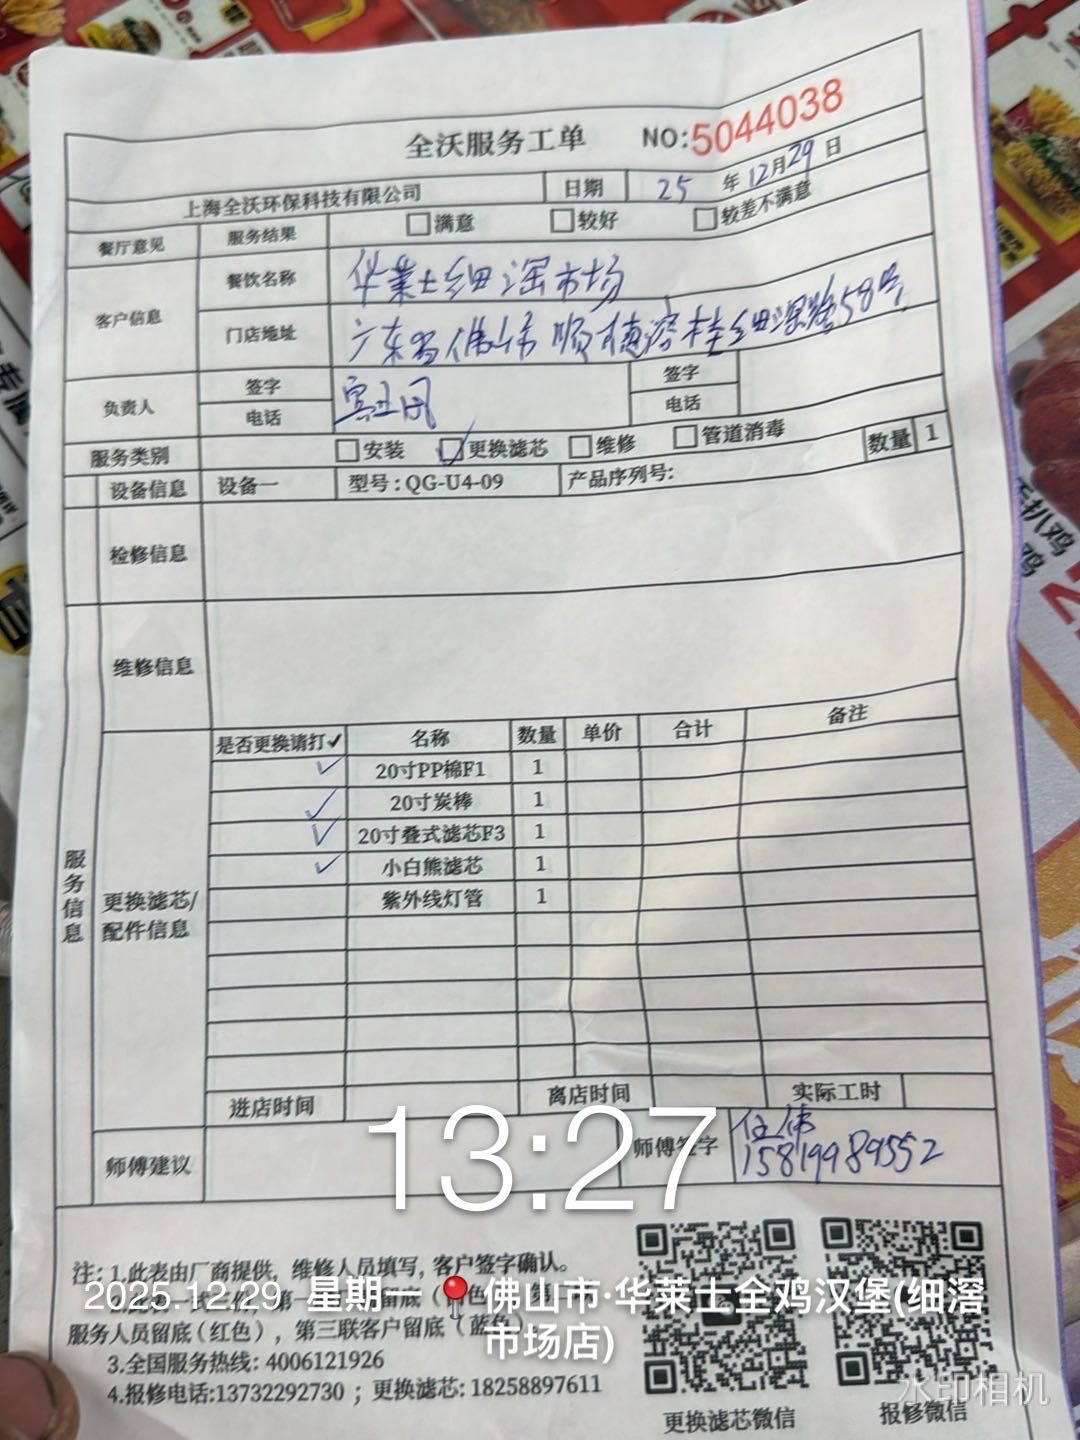 全沃服务工单 NO:5044038
上海全沃环保科技有限公司 日期 25 年 12 月 29 日
餐厅意见 服务结果 □满意 □较好 □较差不满意
客户信息 餐饮名称 华莱士细滘市场
门店地址 广东省佛山市顺德容桂细滘路58号
负责人 签字 签字
电话 电话
服务类别 □安装 ☑更换滤芯 □维修 □管道消毒 数量 1
设备信息 设备一 型号:QG-U4-09 产品序列号:
检修信息
维修信息
服务信息
更换滤芯/配件信息
是否更换请打✓ 名称 数量 单价 合计 备注
✓ 20寸PP棉F1 1
✓ 20寸炭棒 1
✓ 20寸叠式滤芯F3 1
✓ 小白熊滤芯 1
紫外线灯管 1
进店时间 离店时间 实际工时
师傅建议 师傅签字 任伟
15819989552
13:27
注: 1.此表由厂商提供, 维修人员填写, 客户签字确认。
2025.12.29 星期一 佛山市·华莱士全鸡汉堡(细滘
市场店)
服务人员留底(红色), 第三联客户留底(蓝色)
3.全国服务热线: 4006121926
4.报修电话:13732292730 ; 更换滤芯: 18258897611
更换滤芯微信 报修微信
水印相机